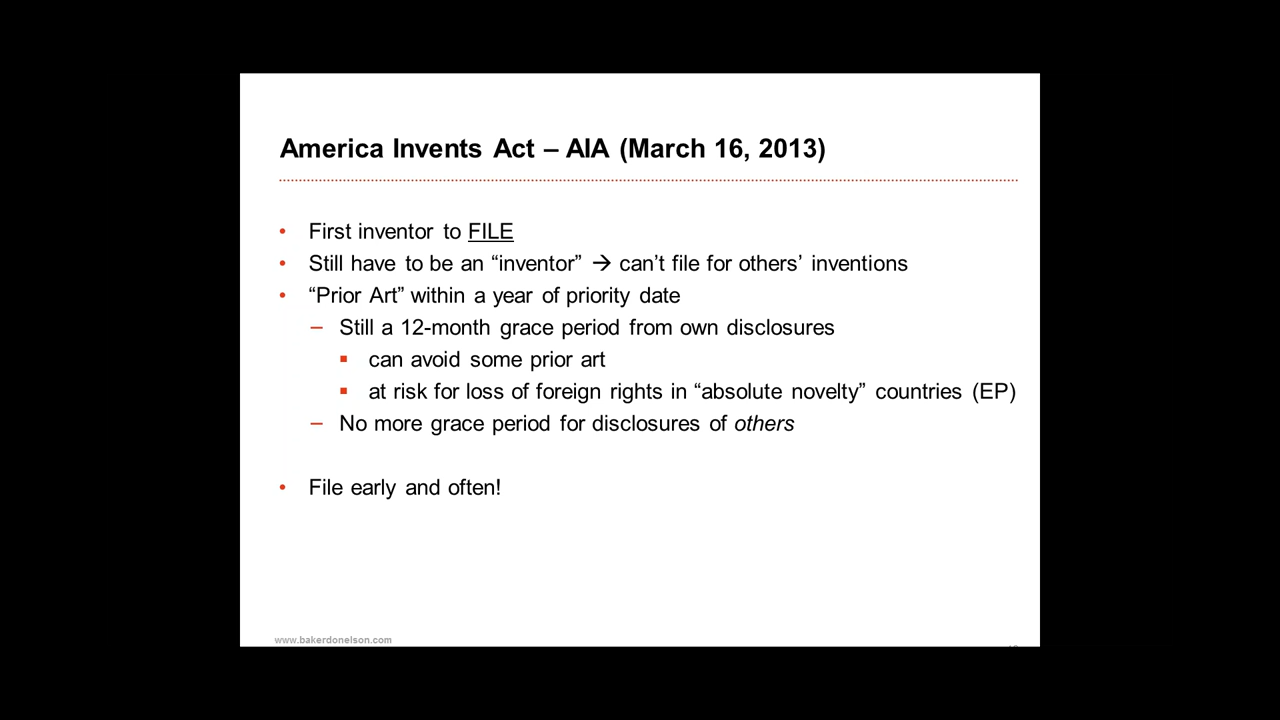 America Invents Act – AIA (March 16, 2013)
• First inventor to FILE
• Still have to be an “inventor” → can’t file for others’ inventions
• “Prior Art” within a year of priority date
– Still a 12-month grace period from own disclosures
▪ can avoid some prior art
▪ at risk for loss of foreign rights in “absolute novelty” countries (EP)
– No more grace period for disclosures of others
• File early and often!
www.bakerdonelson.com